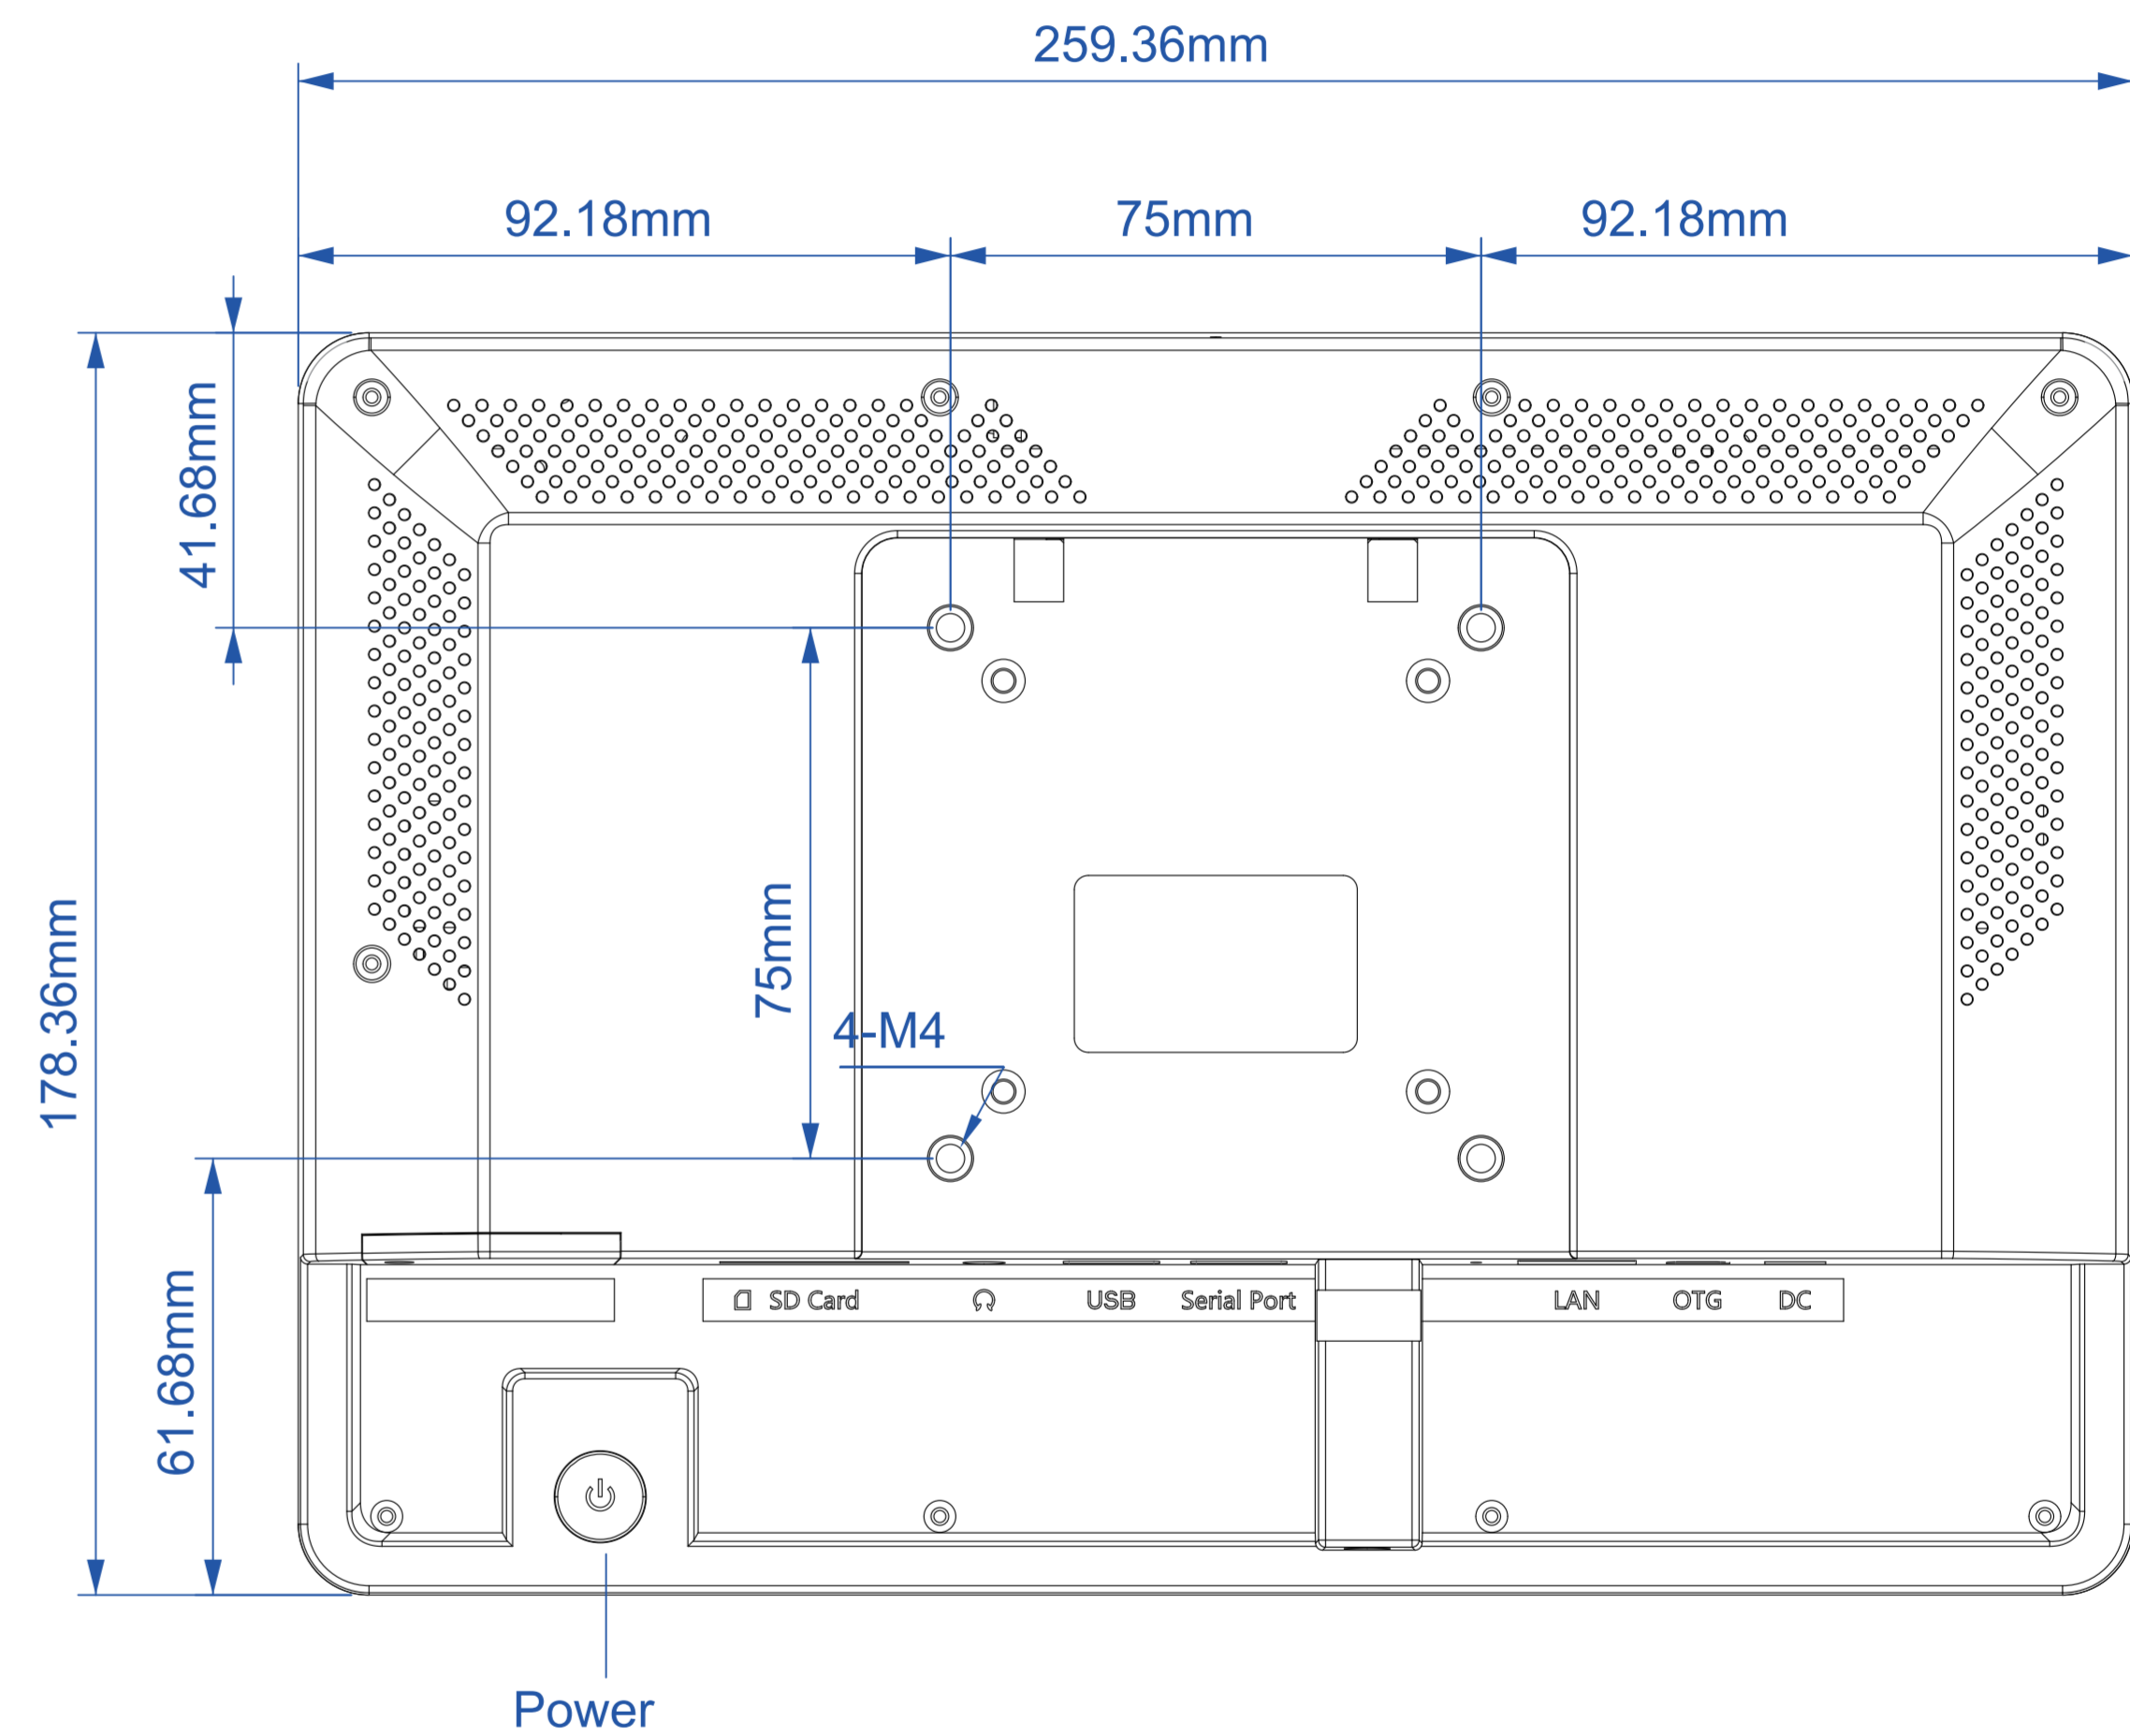 259.36mm
92.18mm
75mm
92.18mm
41.68mm
178.36mm
75mm
4-M4
61.68mm
SD Card
USB
Serial Port
LAN
OTG
DC
Power